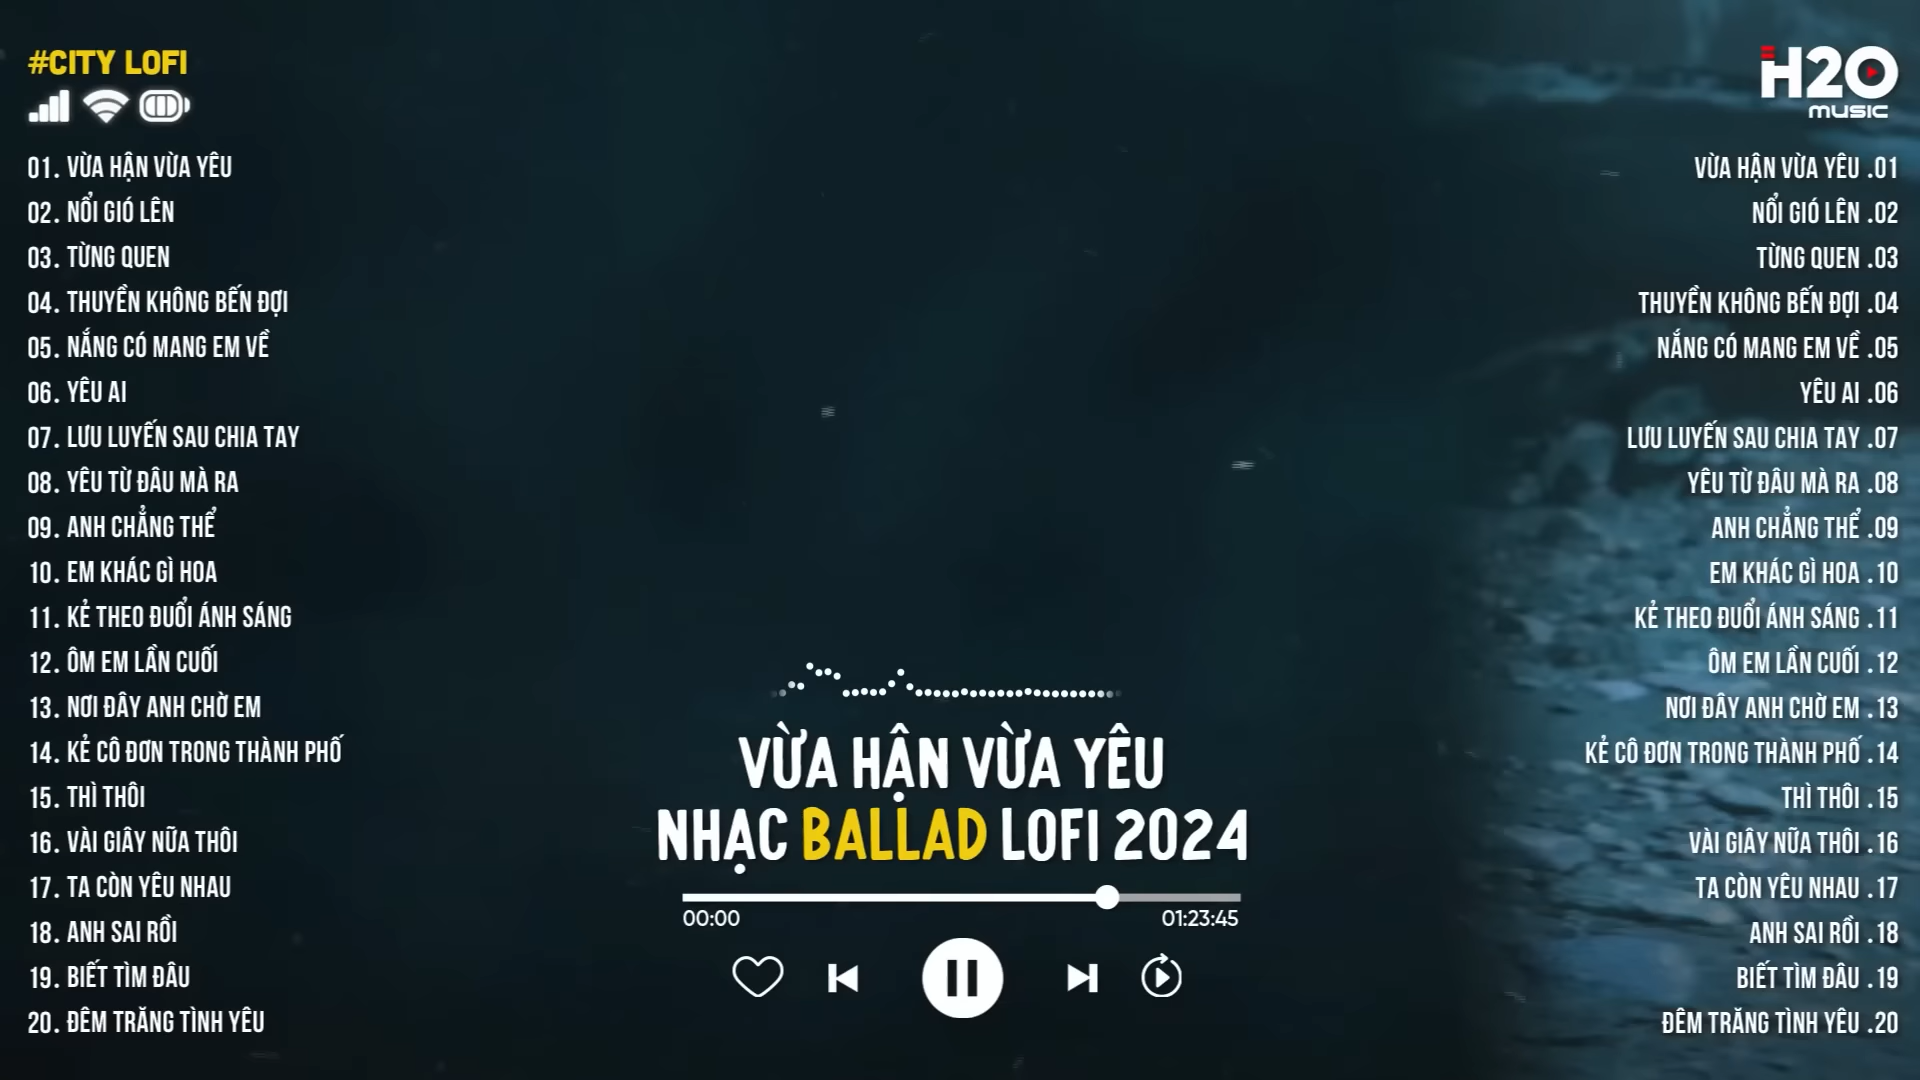 #CITY LOFI
H2O
MUSIC
01. VỪA HẬN VỪA YÊU
02. NỔI GIÓ LÊN
03. TỪNG QUEN
04. THUYỀN KHÔNG BẾN ĐỢI
05. NẮNG CÓ MANG EM VỀ
06. YÊU AI
07. LƯU LUYẾN SAU CHIA TAY
08. YÊU TỪ ĐÂU MÀ RA
09. ANH CHẲNG THỂ
10. EM KHÁC GÌ HOA
11. KẺ THEO ĐUỔI ÁNH SÁNG
12. ÔM EM LẦN CUỐI
13. NƠI ĐÂY ANH CHỜ EM
14. KẺ CÔ ĐƠN TRONG THÀNH PHỐ
15. THÌ THÔI
16. VÀI GIÂY NỮA THÔI
17. TA CÒN YÊU NHAU
18. ANH SAI RỒI
19. BIẾT TÌM ĐÂU
20. ĐÊM TRĂNG TÌNH YÊU
VỪA HẬN VỪA YÊU
NHẠC BALLAD LOFI 2024
00:00
01:23:45
VỪA HẬN VỪA YÊU .01
NỔI GIÓ LÊN .02
TỪNG QUEN .03
THUYỀN KHÔNG BẾN ĐỢI .04
NẮNG CÓ MANG EM VỀ .05
YÊU AI .06
LƯU LUYẾN SAU CHIA TAY .07
YÊU TỪ ĐÂU MÀ RA .08
ANH CHẲNG THỂ .09
EM KHÁC GÌ HOA .10
KẺ THEO ĐUỔI ÁNH SÁNG .11
ÔM EM LẦN CUỐI .12
NƠI ĐÂY ANH CHỜ EM .13
KẺ CÔ ĐƠN TRONG THÀNH PHỐ .14
THÌ THÔI .15
VÀI GIÂY NỮA THÔI .16
TA CÒN YÊU NHAU .17
ANH SAI RỒI .18
BIẾT TÌM ĐÂU .19
ĐÊM TRĂNG TÌNH YÊU .20